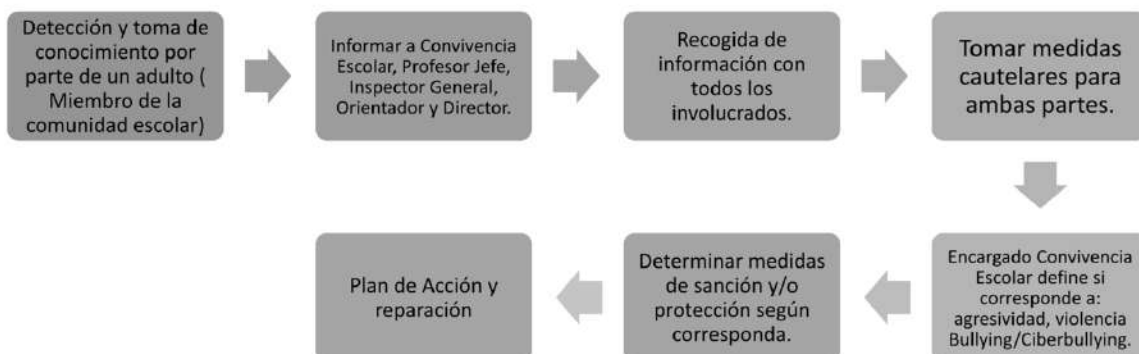 Detección y toma de
conocimiento por
parte de un adulto (
Miembro de la
comunidad escolar)
Informar a Convivencia
Escolar, Profesor Jefe,
Inspector General,
Orientador y Director.
Recogida de
información con
todos los
involucrados.
Tomar medidas
cautelares para
ambas partes.
Encargado Convivencia
Escolar define si
corresponde a:
agresividad, violencia
Bullying/Ciberbullying.
Determinar medidas
de sanción y/o
protección según
corresponda.
Plan de Acción y
reparación